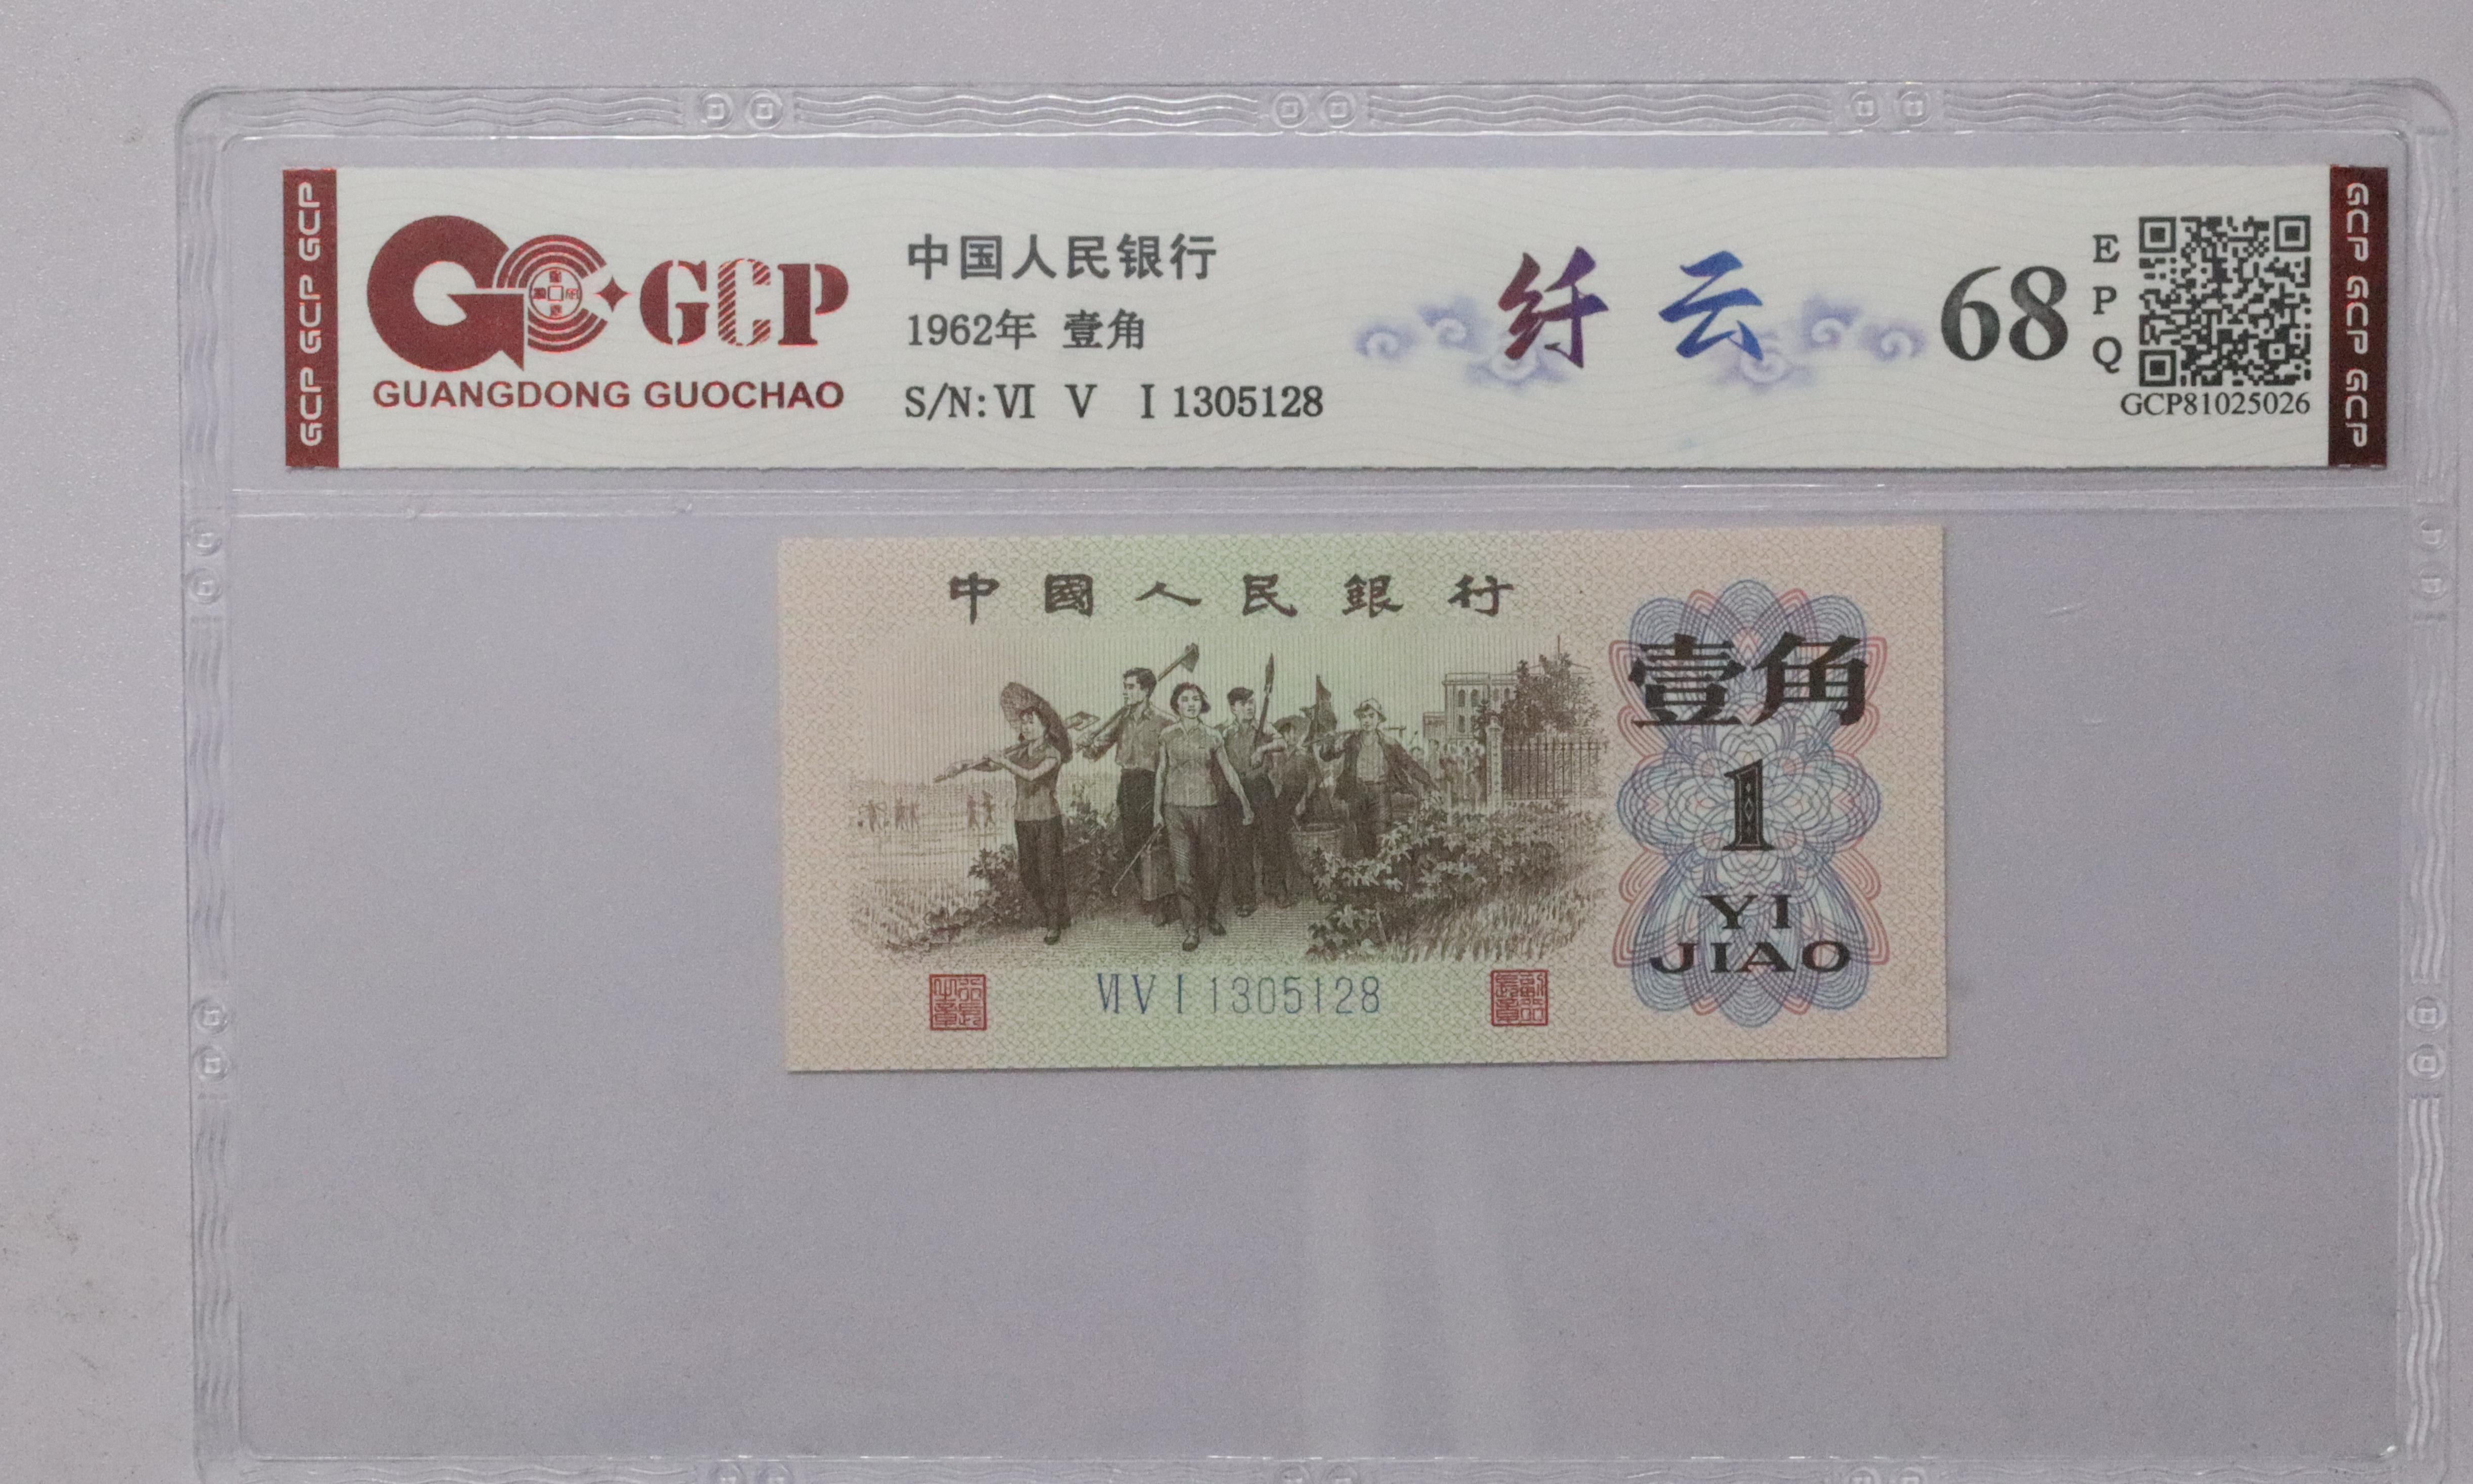 GCP GCP GCP
GCP
GUANGDONG GUOCHAO
中国人民银行
1962年 壹角
S/N: VI V I 1305128
纤云
68
E
P
Q
GCP81025026
GCP GCP GCP
中國人民銀行
壹角
1
YI
JIAO
VI V I 1305128